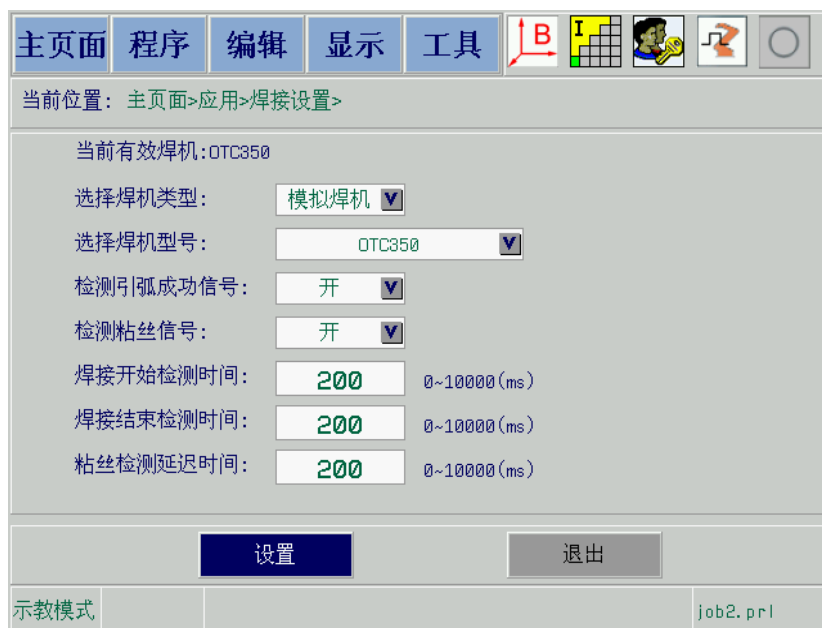 主页面 程序 编辑 显示 工具 B I
当前位置: 主页面>应用>焊接设置>
当前有效焊机:OTC350
选择焊机类型: 模拟焊机
选择焊机型号: OTC350
检测引弧成功信号: 开
检测粘丝信号: 开
焊接开始检测时间: 200 0~10000(ms)
焊接结束检测时间: 200 0~10000(ms)
粘丝检测延迟时间: 200 0~10000(ms)
设置 退出
示教模式 job2.prl